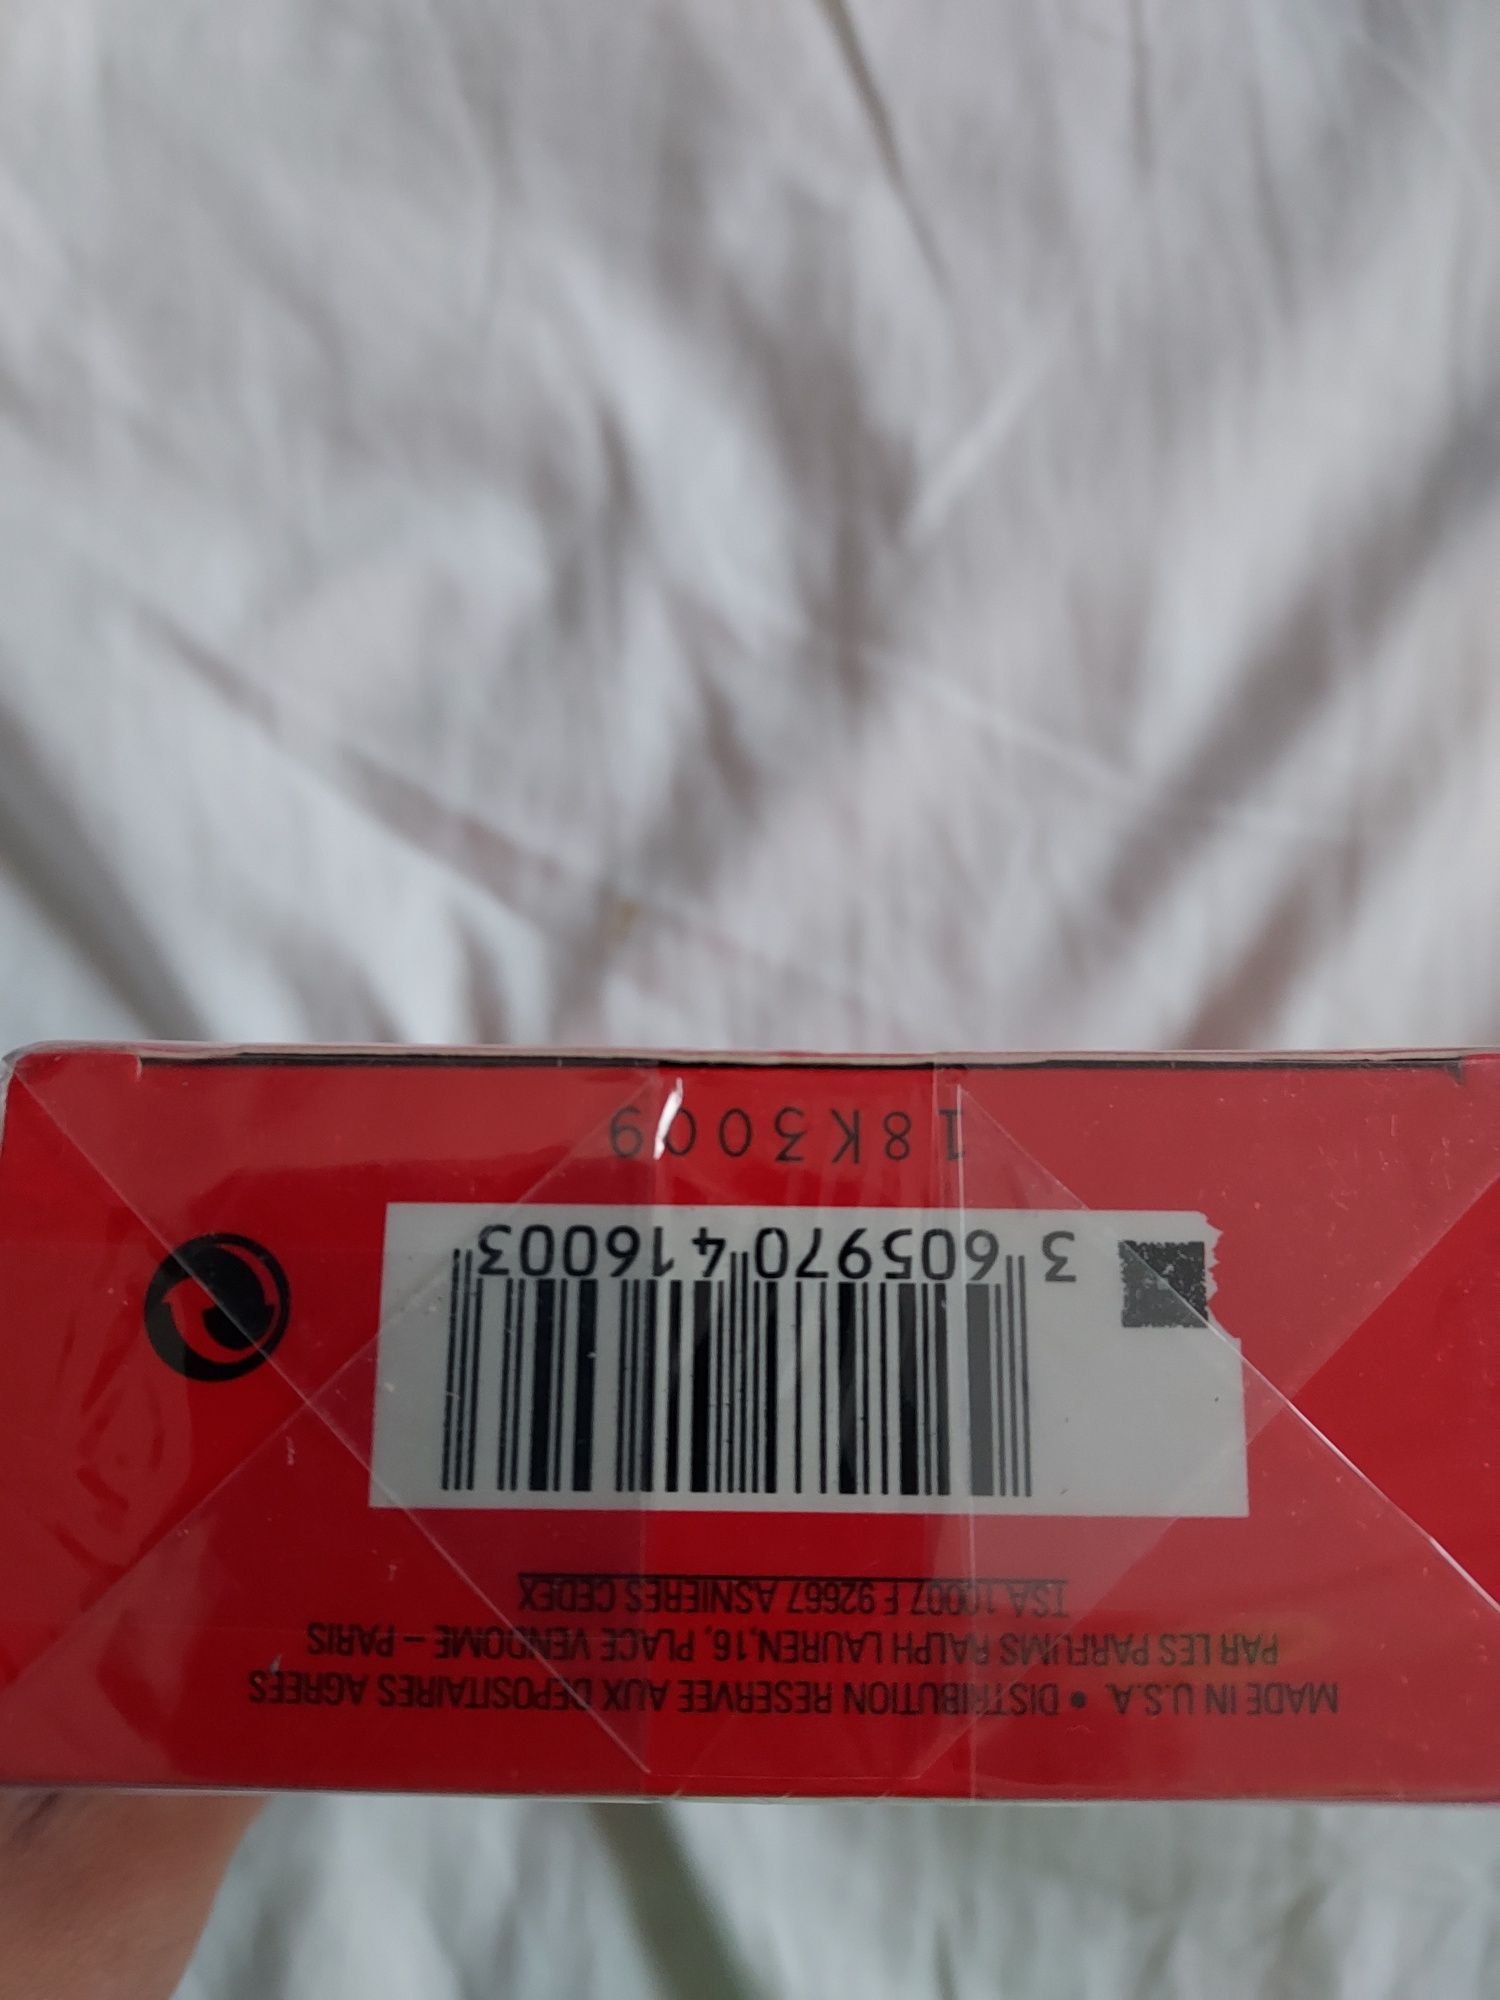 MADE IN U.S.A. • DISTRIBUTION RESERVEE AUX DEPOSITAIRES AGREES
PAR LES PARFUMS RALPH LAUREN,16, PLACE VENDOME – PARIS
TSA 10007 F 92667 ASNIERES CEDEX
3 605970 416003
18K3009